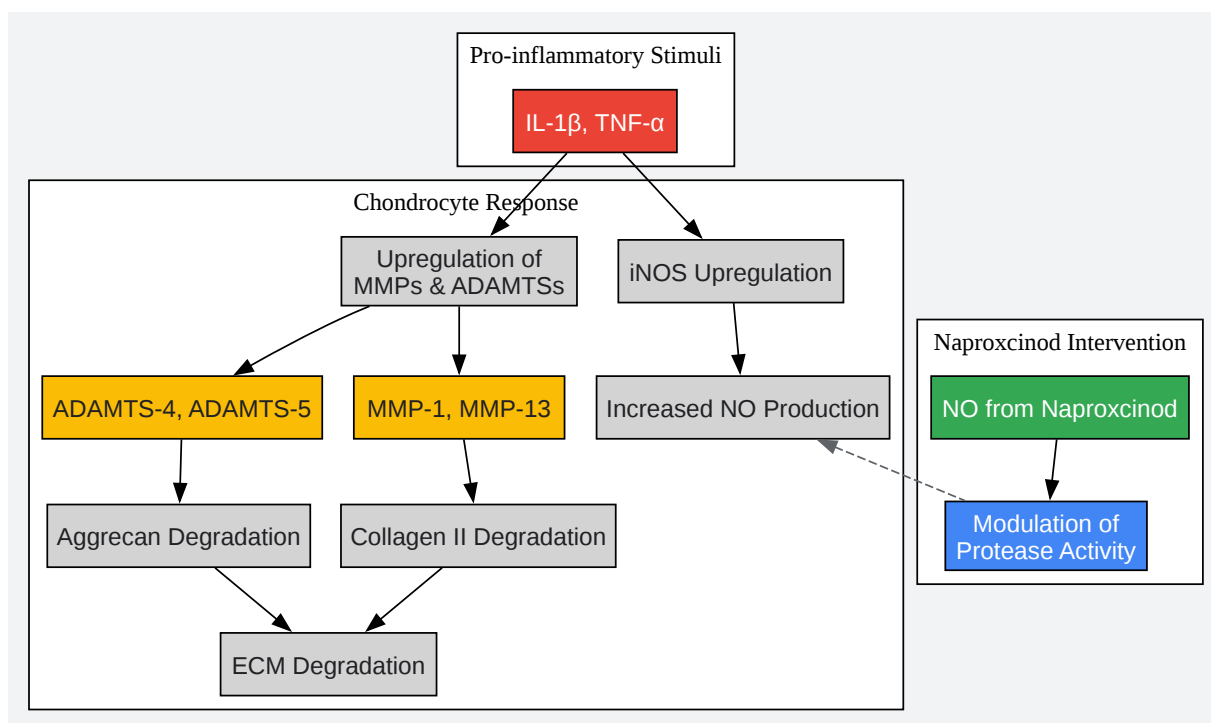 Pro-inflammatory Stimuli
IL-1β, TNF-α
Chondrocyte Response
Upregulation of
MMPs & ADAMTSs
iNOS Upregulation
Naproxcinod Intervention
ADAMTS-4, ADAMTS-5
MMP-1, MMP-13
Increased NO Production
NO from Naproxcinod
Aggrecan Degradation
Collagen II Degradation
Modulation of
Protease Activity
ECM Degradation